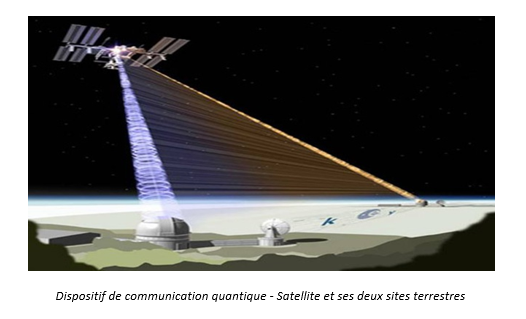 Dispositif de communication quantique - Satellite et ses deux sites terrestres